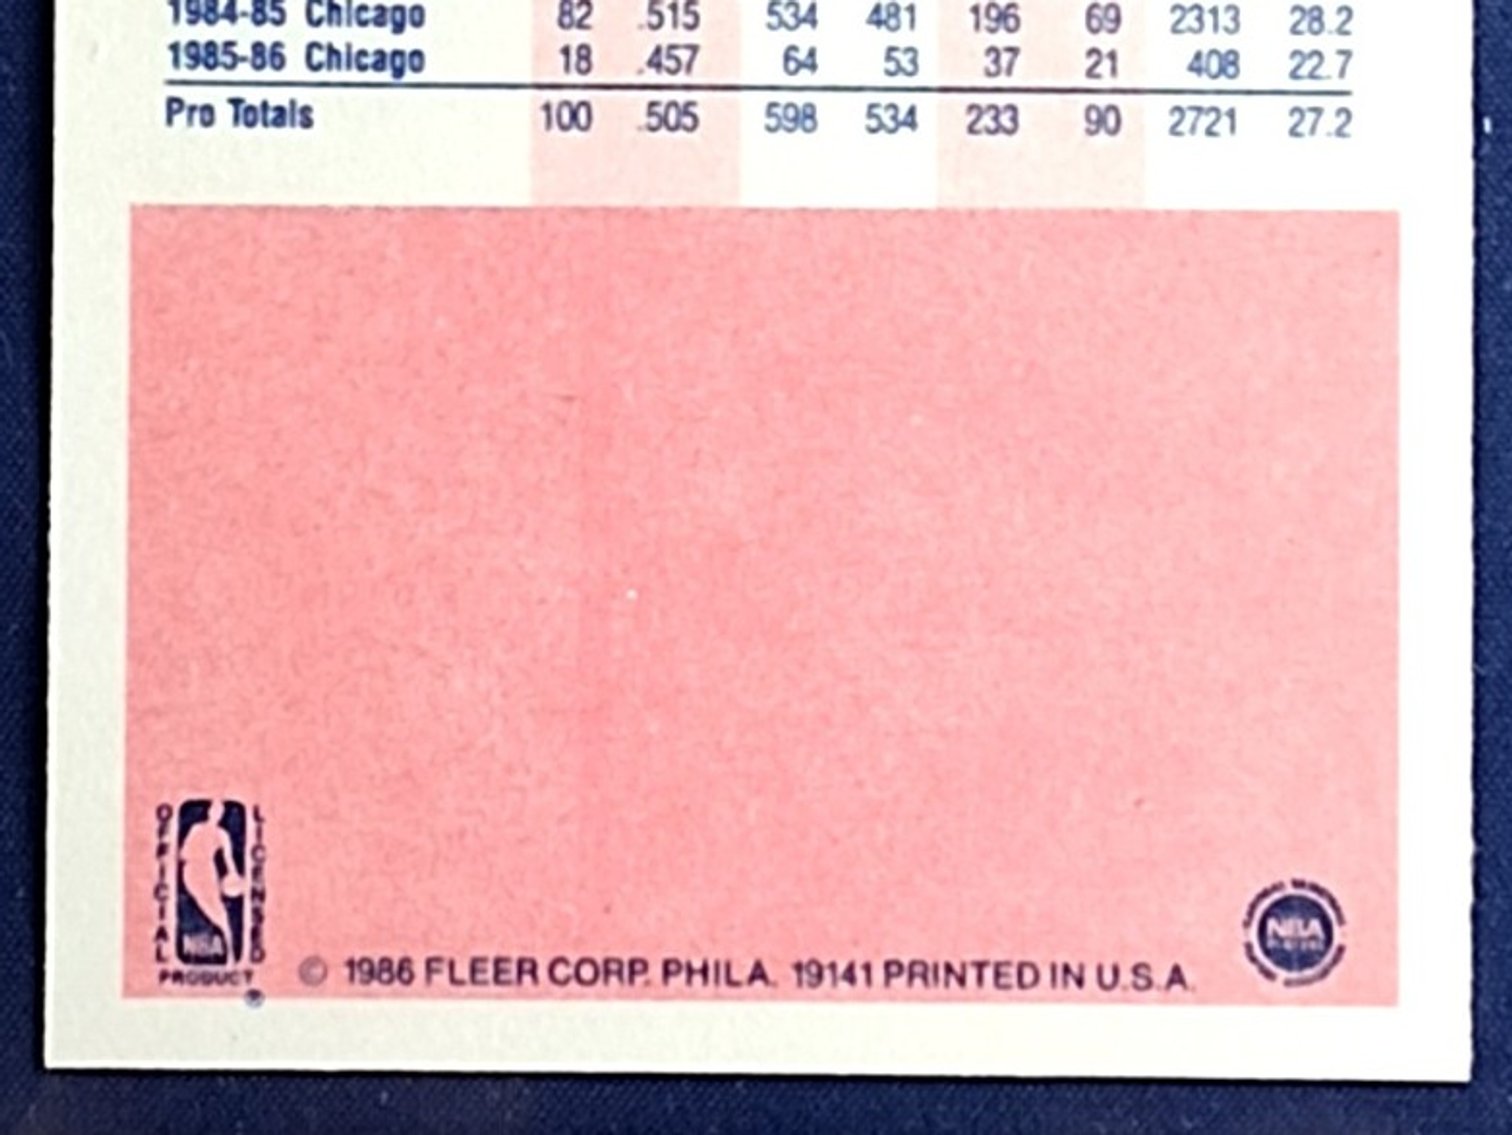 1984-85 Chicago 82 .515 534 481 196 69 2313 28.2
1985-86 Chicago 18 .457 64 53 37 21 408 22.7
Pro Totals 100 .505 598 534 233 90 2721 27.2
OFFICIAL
LICENSED
NBA
PRODUCT
© 1986 FLEER CORP. PHILA. 19141 PRINTED IN U.S.A.
NBA